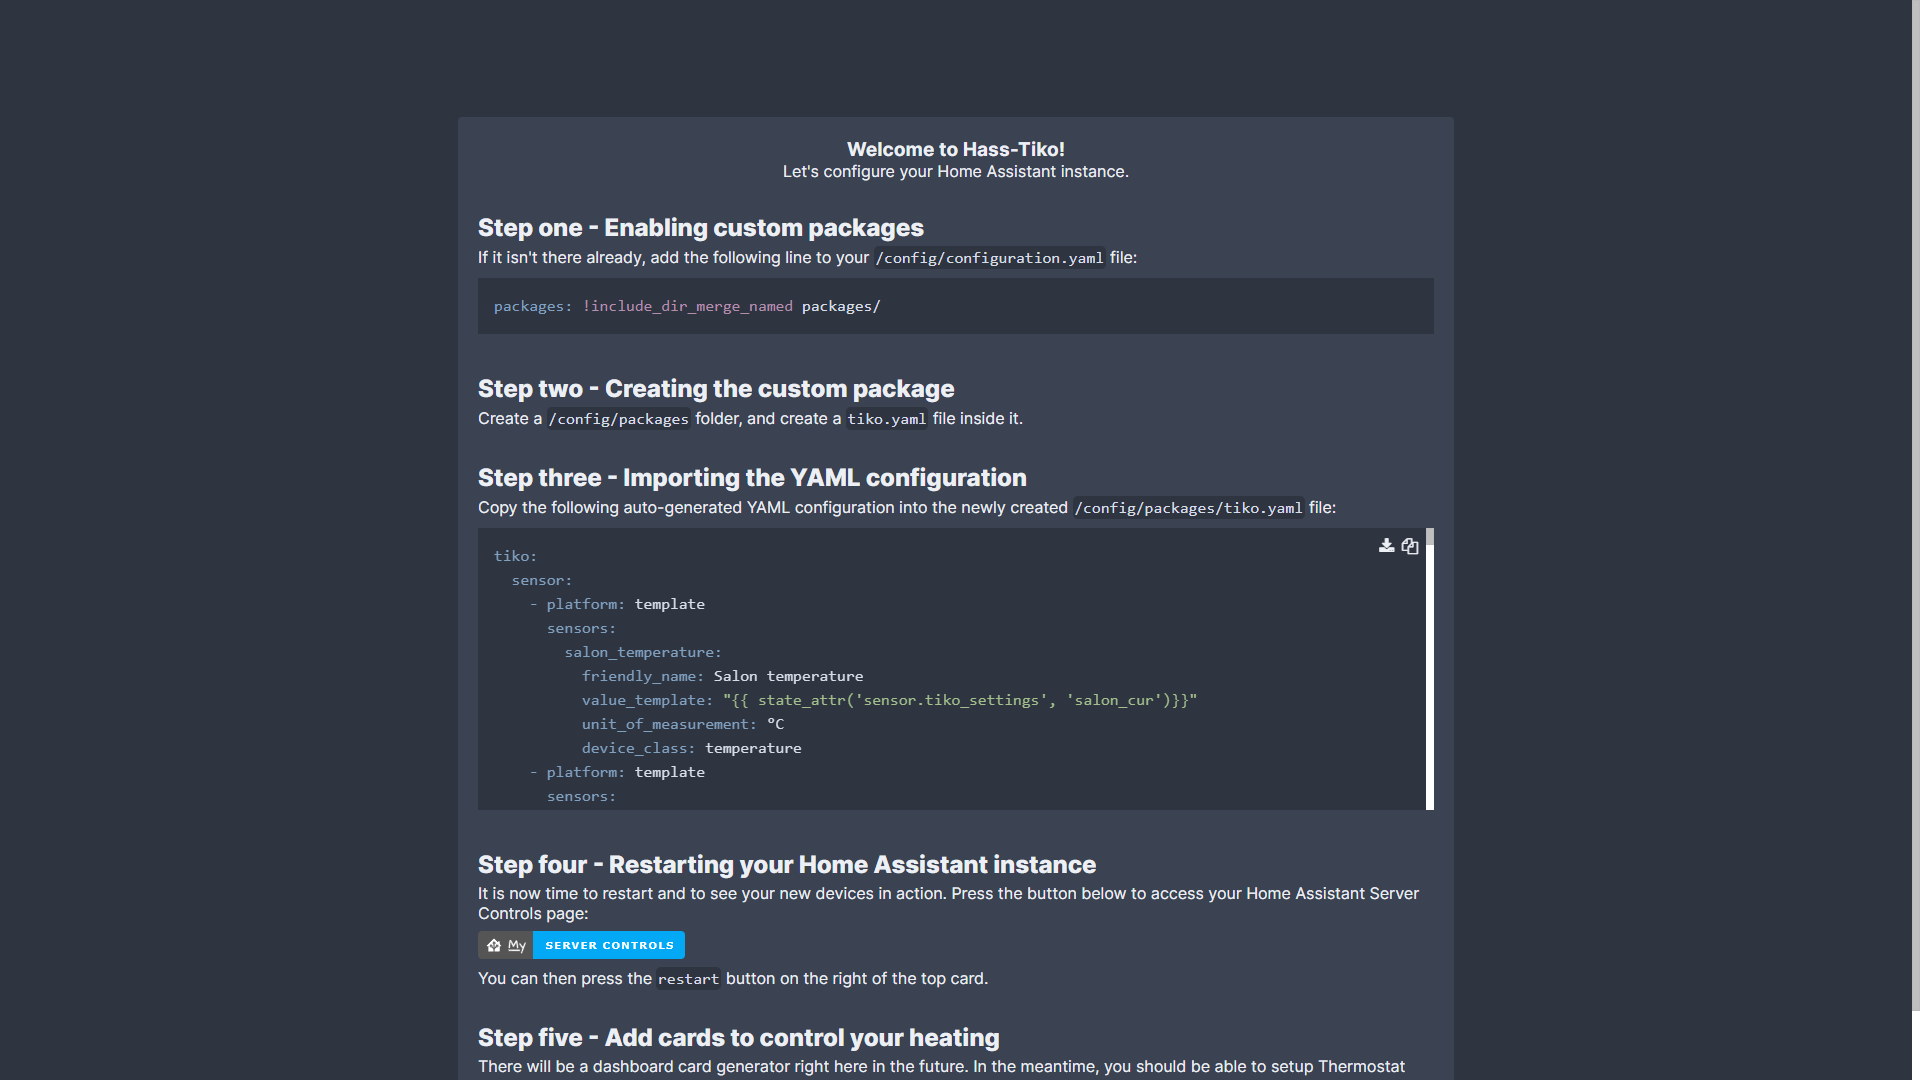 Welcome to Hass-Tiko!
Let's configure your Home Assistant instance.
Step one - Enabling custom packages
If it isn't there already, add the following line to your /config/configuration.yaml file:
packages: !include_dir_merge_named packages/
Step two - Creating the custom package
Create a /config/packages folder, and create a tiko.yaml file inside it.
Step three - Importing the YAML configuration
Copy the following auto-generated YAML configuration into the newly created /config/packages/tiko.yaml file:
tiko:
  sensor:
    - platform: template
      sensors:
        salon_temperature:
          friendly_name: Salon temperature
          value_template: "{{ state_attr('sensor.tiko_settings', 'salon_cur')}}"
          unit_of_measurement: °C
          device_class: temperature
    - platform: template
      sensors:
Step four - Restarting your Home Assistant instance
It is now time to restart and to see your new devices in action. Press the button below to access your Home Assistant Server
Controls page:
My SERVER CONTROLS
You can then press the restart button on the right of the top card.
Step five - Add cards to control your heating
There will be a dashboard card generator right here in the future. In the meantime, you should be able to setup Thermostat